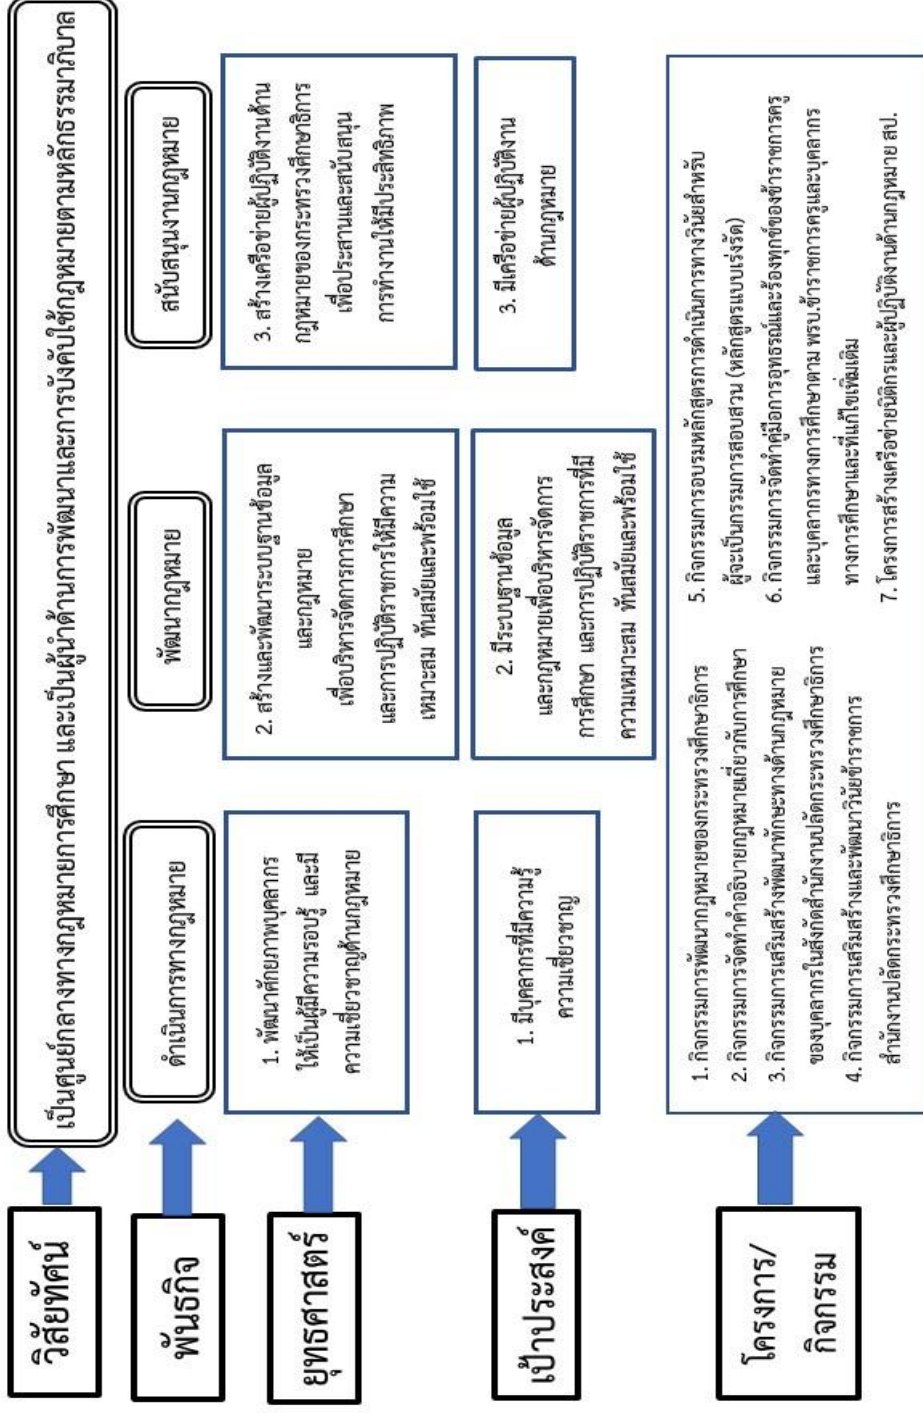 วิสัยทัศน์
เป็นศูนย์กลางทางกฎหมายการศึกษา และเป็นผู้นำด้านการพัฒนาและการบังคับใช้กฎหมายตามหลักธรรมาภิบาล
พันธกิจ
ดำเนินการทางกฎหมาย
พัฒนากฎหมาย
สนับสนุนงานกฎหมาย
ยุทธศาสตร์
1. พัฒนาศักยภาพบุคลากร
ให้เป็นผู้มีความรอบรู้ และมี
ความเชี่ยวชาญด้านกฎหมาย
2. สร้างและพัฒนาระบบฐานข้อมูล
และกฎหมาย
เพื่อบริหารจัดการการศึกษา
และการปฏิบัติราชการให้มีความ
เหมาะสม ทันสมัยและพร้อมใช้
3. สร้างเครือข่ายผู้ปฏิบัติงานด้าน
กฎหมายของกระทรวงศึกษาธิการ
เพื่อประสานและสนับสนุน
การทำงานให้มีประสิทธิภาพ
เป้าประสงค์
1. มีบุคลากรที่มีความรู้
ความเชี่ยวชาญ
2. มีระบบฐานข้อมูล
และกฎหมายเพื่อบริหารจัดการ
การศึกษา และการปฏิบัติราชการที่มี
ความเหมาะสม ทันสมัยและพร้อมใช้
3. มีเครือข่ายผู้ปฏิบัติงาน
ด้านกฎหมาย
โครงการ/
กิจกรรม
1. กิจกรรมการพัฒนากฎหมายของกระทรวงศึกษาธิการ
2. กิจกรรมการจัดทำคำอธิบายกฎหมายเกี่ยวกับการศึกษา
3. กิจกรรมการเสริมสร้างพัฒนาทักษะทางด้านกฎหมาย
ของบุคลากรในสังกัดสำนักงานปลัดกระทรวงศึกษาธิการ
4. กิจกรรมการเสริมสร้างและพัฒนาวินัยข้าราชการ
สำนักงานปลัดกระทรวงศึกษาธิการ
5. กิจกรรมการอบรมหลักสูตรการดำเนินการทางวินัยสำหรับ
ผู้จะเป็นกรรมการสอบสวน (หลักสูตรแบบเร่งรัด)
6. กิจกรรมการจัดทำคู่มือการอุทธรณ์และร้องทุกข์ของข้าราชการครู
และบุคลากรทางการศึกษาตาม พรบ.ข้าราชการครูและบุคลากร
ทางการศึกษาและที่แก้ไขเพิ่มเติม
7. โครงการสร้างเครือข่ายนิติกรและผู้ปฏิบัติงานด้านกฎหมาย สป.